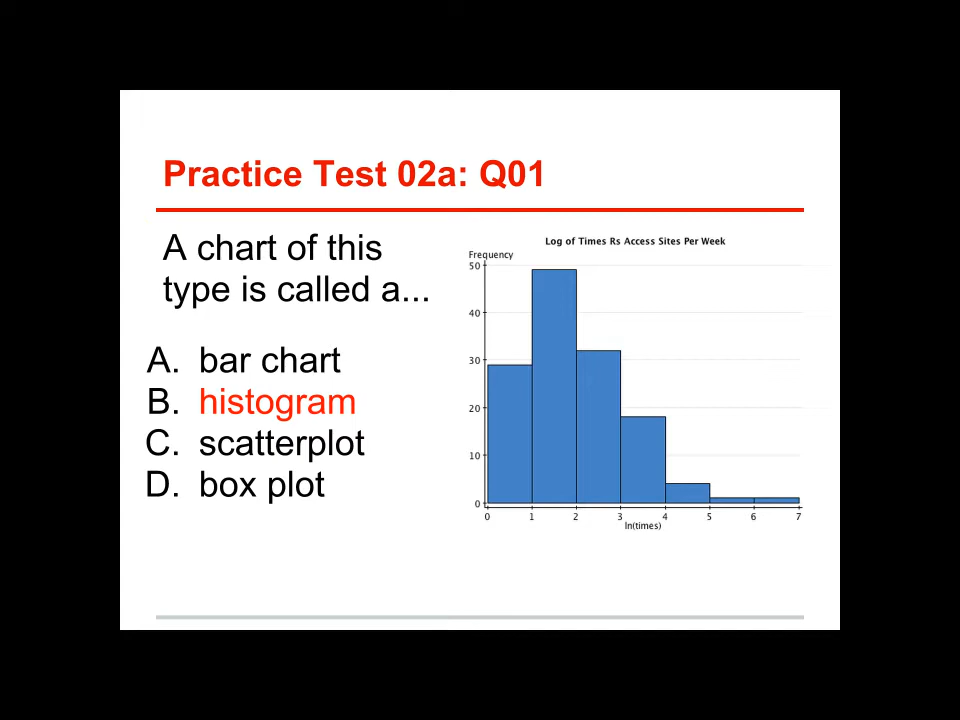 Practice Test 02a: Q01
A chart of this
type is called a...
A. bar chart
B. histogram
C. scatterplot
D. box plot
Log of Times Rs Access Sites Per Week
Frequency
50
40
30
20
10
0
0 1 2 3 4 5 6 7
ln(times)